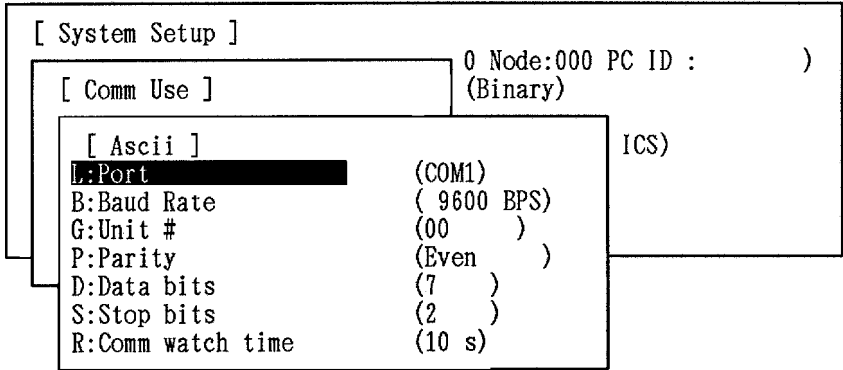 [ System Setup ]
0 Node:000 PC ID :          )
[ Comm Use ]
(Binary)
[ Ascii ]
ICS)
L:Port (COM1)
B:Baud Rate ( 9600 BPS)
G:Unit # (00      )
P:Parity (Even      )
D:Data bits (7     )
S:Stop bits (2     )
R:Comm watch time (10 s)